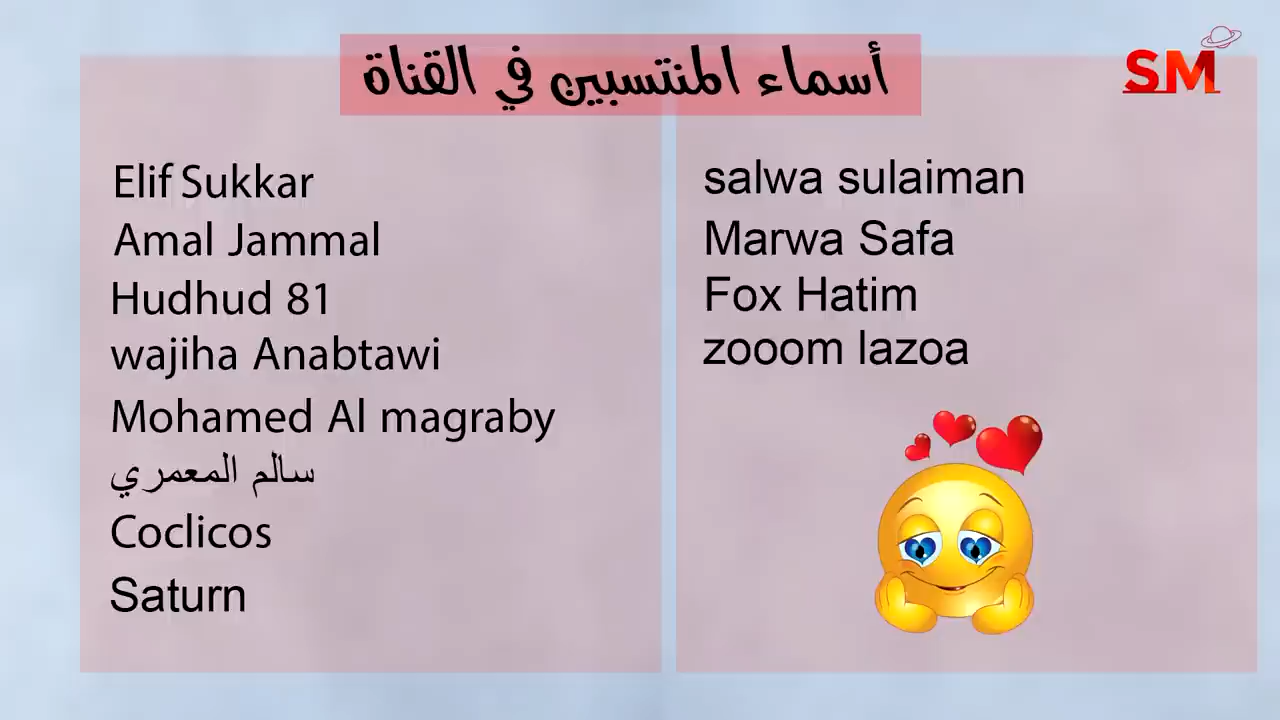 أسماء المنتسبين في القناة
SM
Elif Sukkar
Amal Jammal
Hudhud 81
wajiha Anabtawi
Mohamed Al magraby
سالم المعمري
Coclicos
Saturn
salwa sulaiman
Marwa Safa
Fox Hatim
zooom lazoa